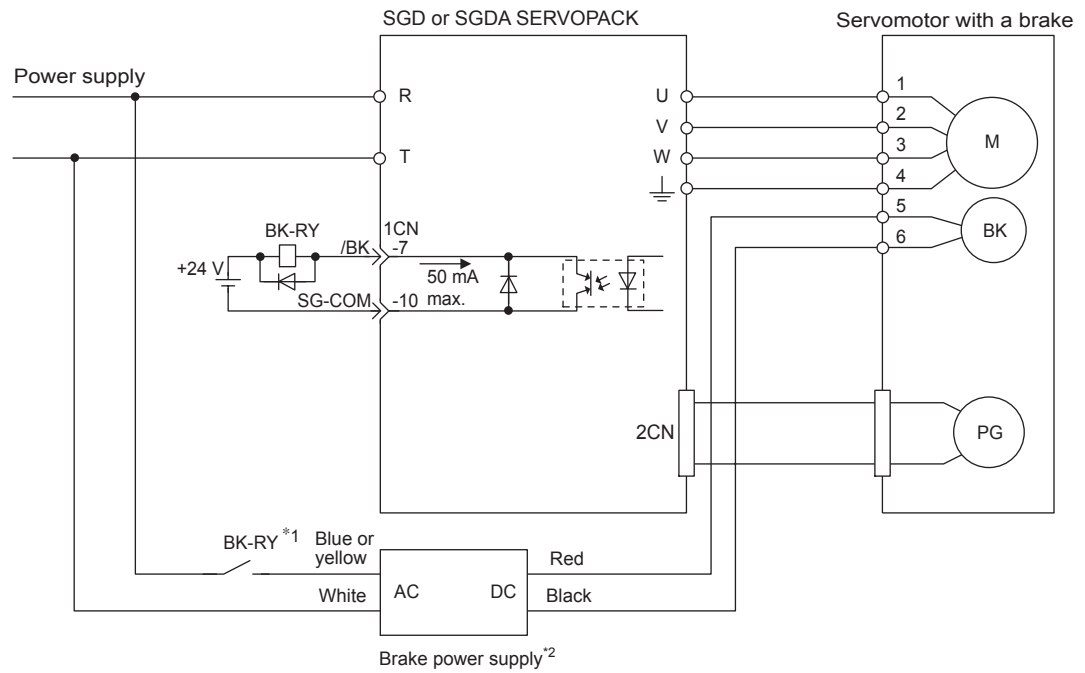 SGD or SGDA SERVOPACK
Servomotor with a brake
Power supply
R
U
1
V
2
M
T
W
3
4
5
BK-RY
1CN
BK
/BK
-7
6
+24 V
50 mA
max.
SG-COM
-10
2CN
PG
BK-RY *1
Blue or
yellow
Red
AC
DC
White
Black
Brake power supply*2